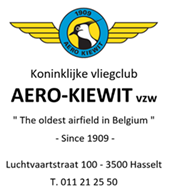 1909
AERO KIEWIT
Koninklijke vliegclub
AERO-KIEWIT vzw
" The oldest airfield in Belgium "
- Since 1909 -
Luchtvaartstraat 100 - 3500 Hasselt
T. 011 21 25 50